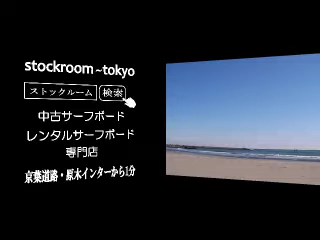 stockroom ~tokyo
ストックルーム 検索
中古サーフボード
レンタルサーフボード
専門店
京葉道路・原木インターから1分